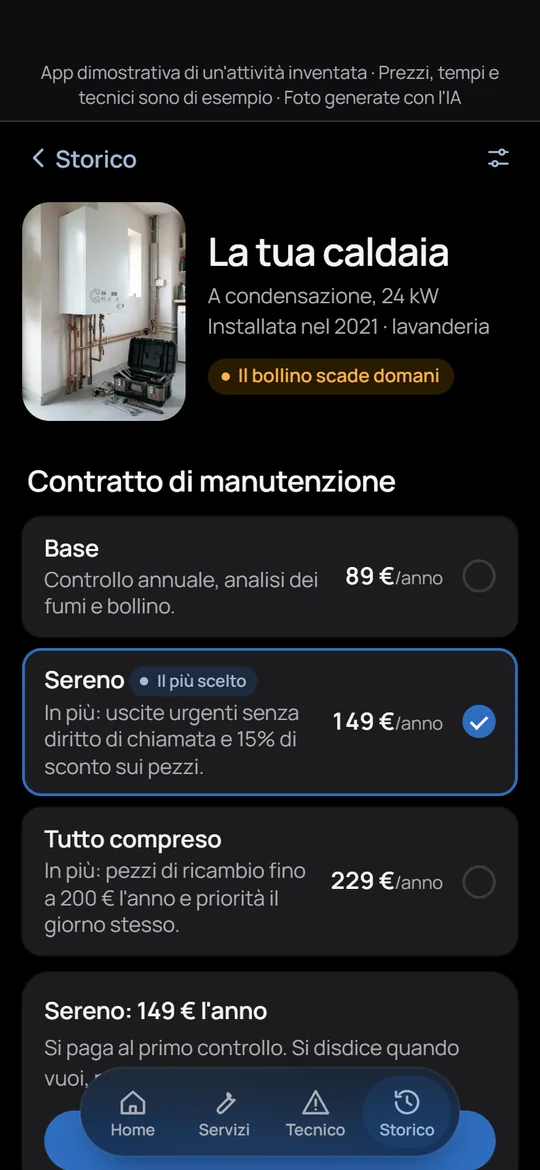 App dimostrativa di un'attività inventata · Prezzi, tempi e
tecnici sono di esempio · Foto generate con l'IA
Storico
La tua caldaia
A condensazione, 24 kW
Installata nel 2021 · lavanderia
Il bollino scade domani
Contratto di manutenzione
Base
Controllo annuale, analisi dei
fumi e bollino.
89 €/anno
Sereno
Il più scelto
In più: uscite urgenti senza
diritto di chiamata e 15% di
sconto sui pezzi.
149 €/anno
Tutto compreso
In più: pezzi di ricambio fino
a 200 € l'anno e priorità il
giorno stesso.
229 €/anno
Sereno: 149 € l'anno
Si paga al primo controllo. Si disdice quando
vuoi,
Home
Servizi
Tecnico
Storico